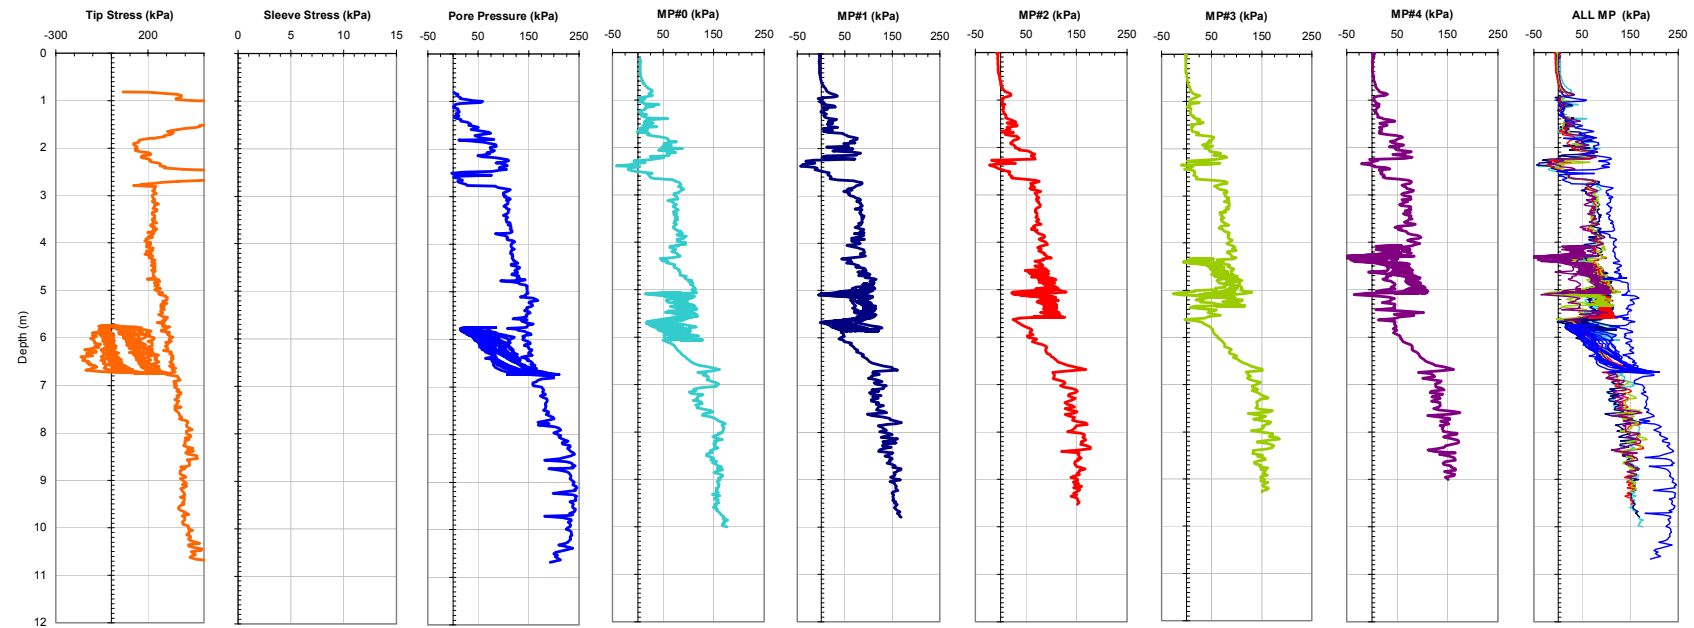 Tip Stress (kPa)
Sleeve Stress (kPa)
Pore Pressure (kPa)
MP#0 (kPa)
MP#1 (kPa)
MP#2 (kPa)
MP#3 (kPa)
MP#4 (kPa)
ALL MP (kPa)
-300 200
0 5 10 15
-50 50 150 250
-50 50 150 250
-50 50 150 250
-50 50 150 250
-50 50 150 250
-50 50 150 250
-50 50 150 250
0
1
2
3
4
5
6
7
8
9
10
11
12
Depth (m)